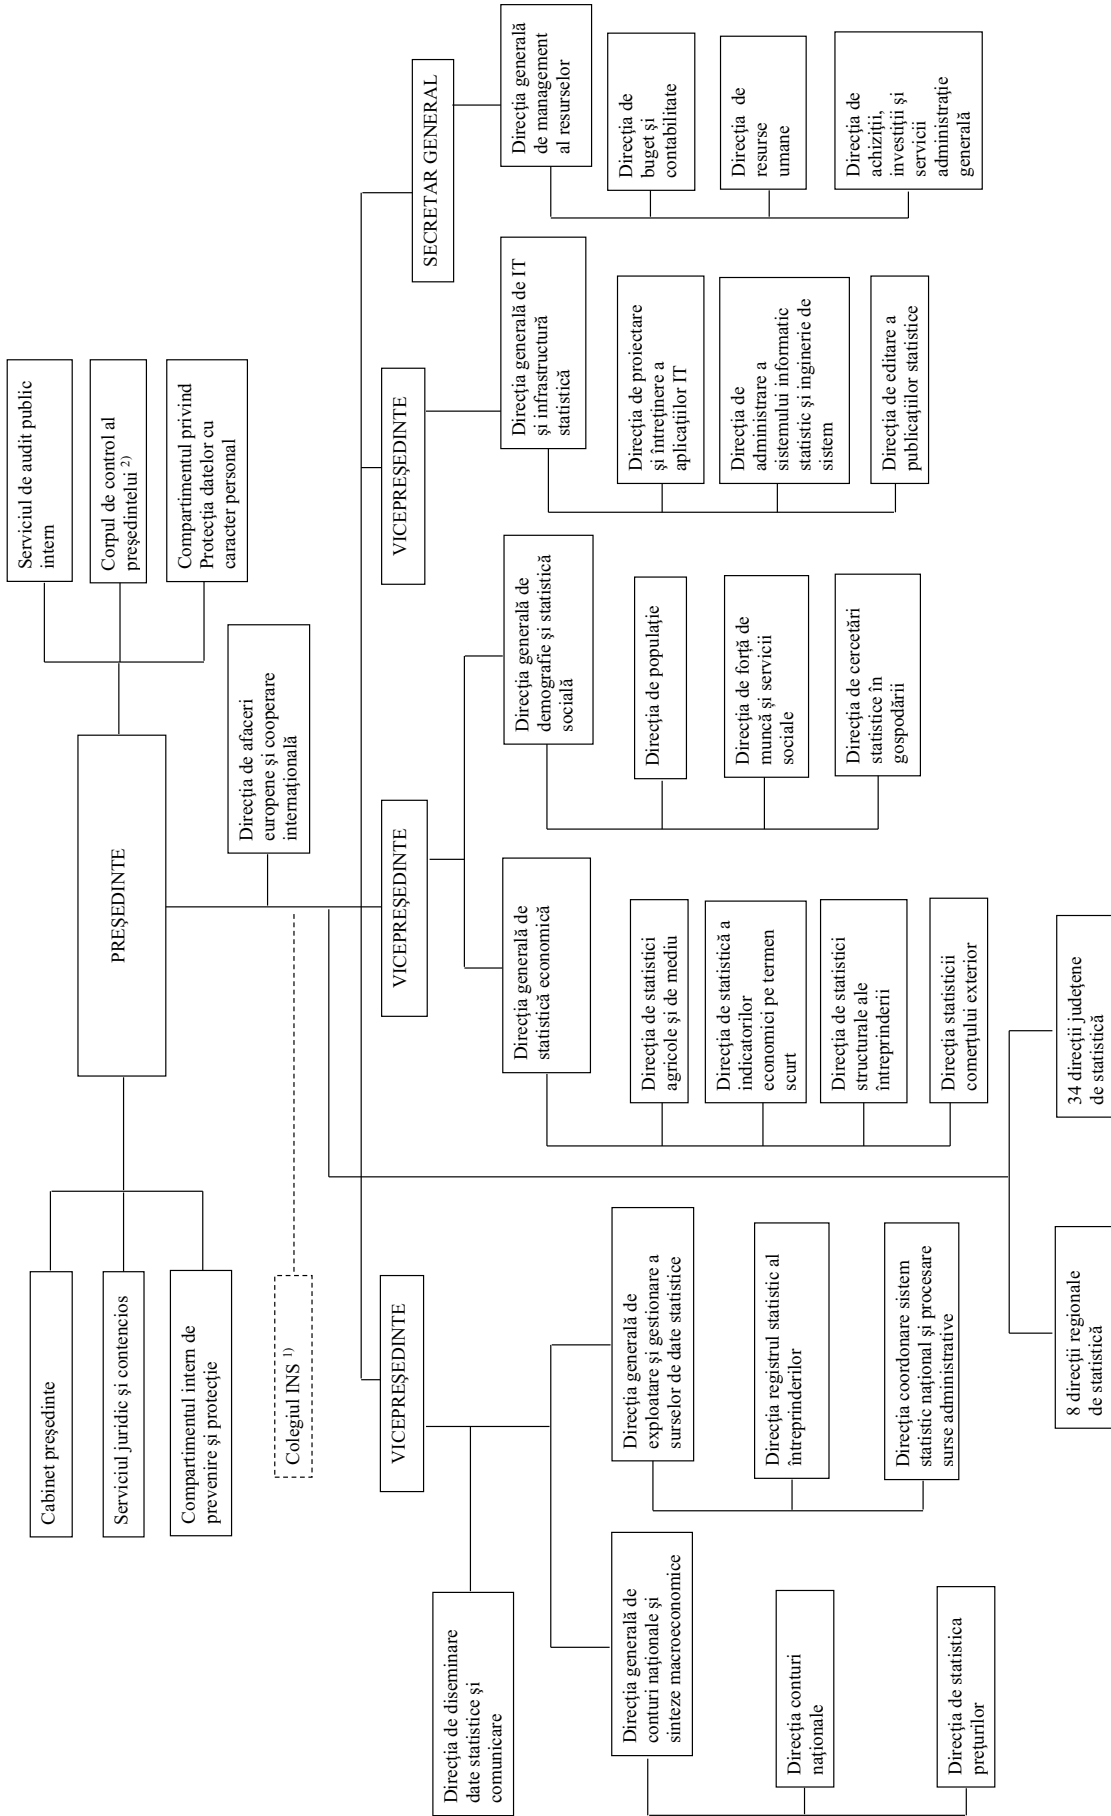 PREŞEDINTE
Cabinet preşedinte
Serviciul juridic şi contencios
Compartimentul intern de
prevenire şi protecţie
Serviciul de audit public
intern
Corpul de control al
preşedintelui 2)
Compartimentul privind
Protecţia datelor cu
caracter personal
Direcţia de afaceri
europene şi cooperare
internaţională
Colegiul INS 1)
VICEPREŞEDINTE
Direcţia de diseminare
date statistice şi
comunicare
Direcţia generală de
conturi naţionale şi
sinteze macroeconomice
Direcţia conturi
naţionale
Direcţia de statistica
preţurilor
Direcţia generală de
exploatare şi gestionare a
surselor de date statistice
Direcţia registrul statistic al
întreprinderilor
Direcţia coordonare sistem
statistic naţional şi procesare
surse administrative
VICEPREŞEDINTE
Direcţia generală de
statistică economică
Direcţia de statistici
agricole şi de mediu
Direcţia de statistică a
indicatorilor
economici pe termen
scurt
Direcţia de statistici
structurale ale
întreprinderii
Direcţia statisticii
comerţului exterior
Direcţia generală de
demografie şi statistică
socială
Direcţia de populaţie
Direcţia de forţă de
muncă şi servicii
sociale
Direcţia de cercetări
statistice în
gospodării
VICEPREŞEDINTE
Direcţia generală de IT
şi infrastructură
statistică
Direcţia de proiectare
şi întreţinere a
aplicaţiilor IT
Direcţia de
administrare a
sistemului informatic
statistic şi inginerie de
sistem
Direcţia de editare a
publicaţiilor statistice
SECRETAR GENERAL
Direcţia generală
de management
al resurselor
Direcţia de
buget şi
contabilitate
Direcţia de
resurse
umane
Direcţia de
achiziţii,
investiţii şi
servicii
administraţie
generală
8 direcţii regionale
de statistică
34 direcţii judeţene
de statistică